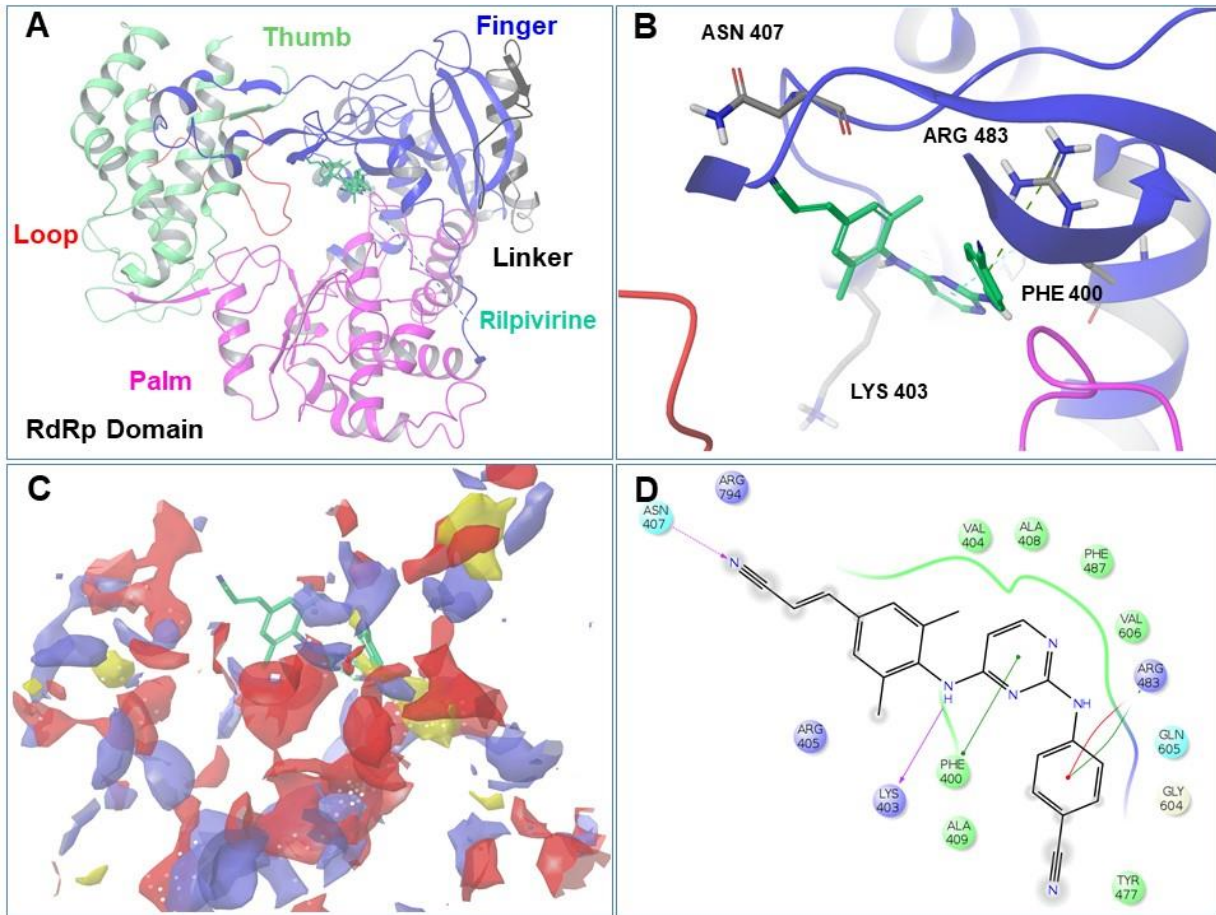 A
Thumb
Finger
Loop
Linker
Rilpivirine
Palm
RdRp Domain
B
ASN 407
ARG 483
PHE 400
LYS 403
C
D
ARG
794
ASN
407
VAL
404
ALA
408
PHE
487
VAL
606
ARG
483
GLN
605
GLY
604
TYR
477
ARG
405
PHE
400
LYS
403
ALA
409
N
N
H
N
N
NH
N